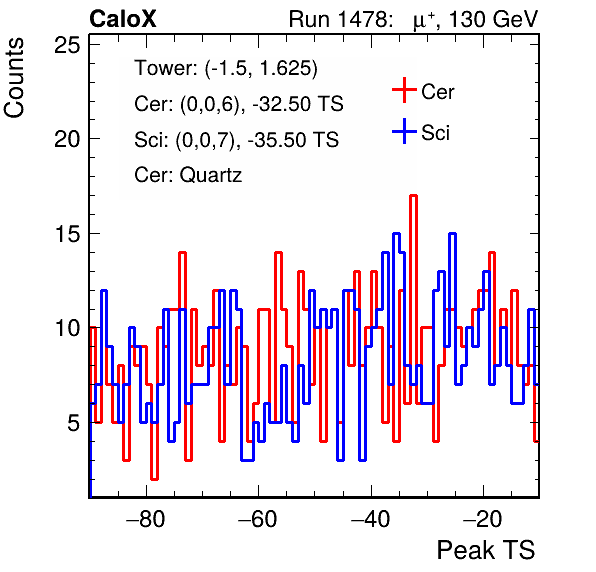 CaloX Run 1478: μ⁺, 130 GeV
Counts
25
20
15
10
5
Tower: (-1.5, 1.625)
Cer: (0,0,6), -32.50 TS
Sci: (0,0,7), -35.50 TS
Cer: Quartz
Cer
Sci
−80 −60 −40 −20
Peak TS